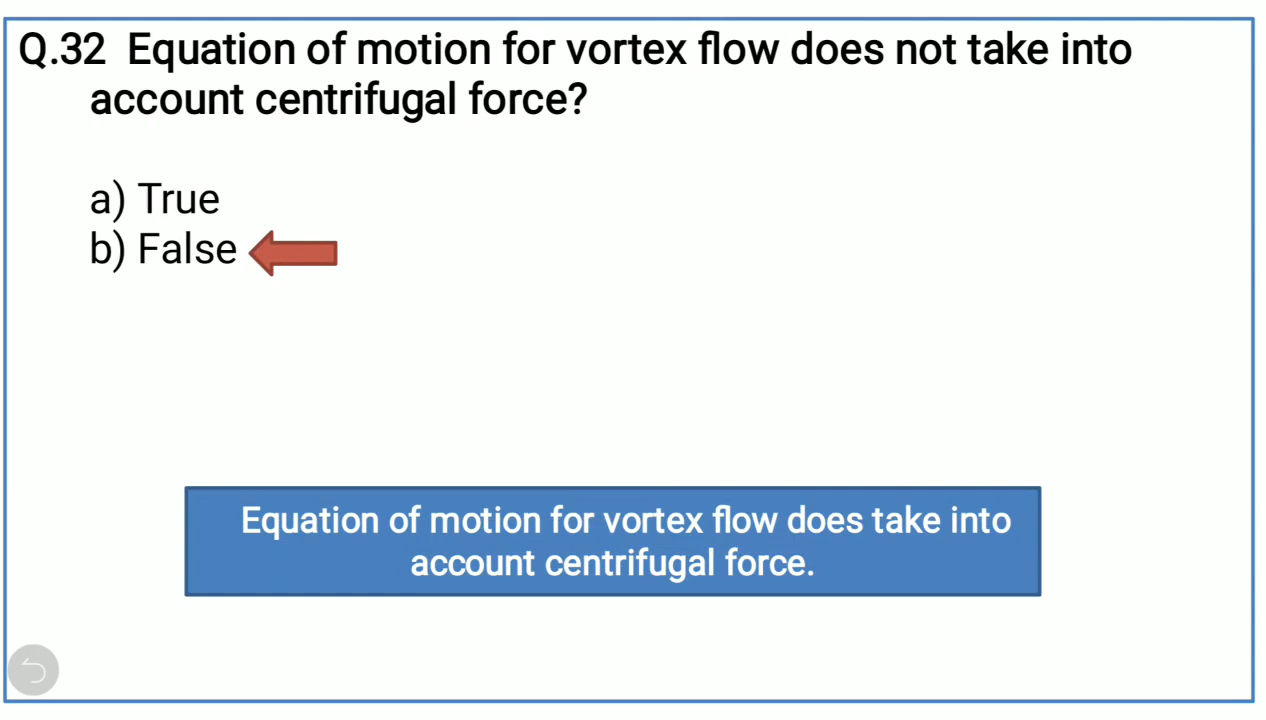 Q.32 Equation of motion for vortex flow does not take into
account centrifugal force?
a) True
b) False
Equation of motion for vortex flow does take into
account centrifugal force.